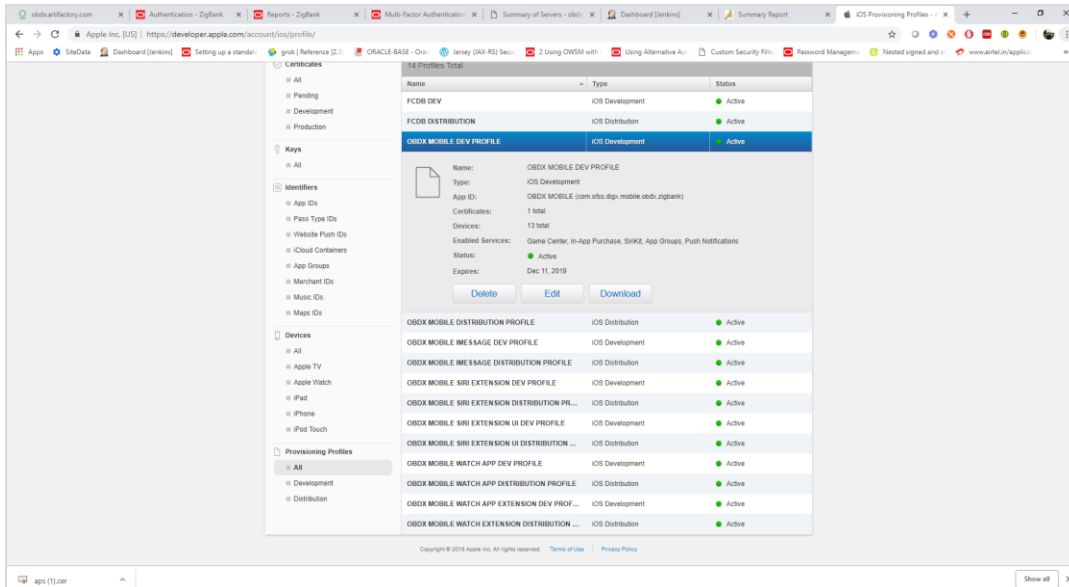 obdx.artifactory.com
Authentication - ZigBank
Reports - ZigBank
Multi-Factor Authentication
Summary of Servers - obdx
Dashboard [Jenkins]
Summary Report
iOS Provisioning Profiles - A
Apple Inc. [US] | https://developer.apple.com/account/ios/profile/
Apps SiteData Dashboard [Jenkins] Setting up a standal grok | Reference [2.3] ORACLE-BASE - Orac Jersey (JAX-RS) Secu 2 Using OWSM with Using Alternative Aut Custom Security Filte Password Managem Nested signed and e www.airtel.in/applica
Certificates
All
Pending
Development
Production
Keys
All
Identifiers
App IDs
Pass Type IDs
Website Push IDs
iCloud Containers
App Groups
Merchant IDs
Music IDs
Maps IDs
Devices
All
Apple TV
Apple Watch
iPad
iPhone
iPod Touch
Provisioning Profiles
All
Development
Distribution
14 Profiles Total
Name Type Status
FCDB DEV iOS Development Active
FCDB DISTRIBUTION iOS Distribution Active
OBDX MOBILE DEV PROFILE iOS Development Active
Name: OBDX MOBILE DEV PROFILE
Type: iOS Development
App ID: OBDX MOBILE (com.ofss.digx.mobile.obdx.zigbank)
Certificates: 1 total
Devices: 13 total
Enabled Services: Game Center, In-App Purchase, SiriKit, App Groups, Push Notifications
Status: Active
Expires: Dec 11, 2019
Delete Edit Download
OBDX MOBILE DISTRIBUTION PROFILE iOS Distribution Active
OBDX MOBILE IMESSAGE DEV PROFILE iOS Development Active
OBDX MOBILE IMESSAGE DISTRIBUTION PROFILE iOS Distribution Active
OBDX MOBILE SIRI EXTENSION DEV PROFILE iOS Development Active
OBDX MOBILE SIRI EXTENSION DISTRIBUTION PR... iOS Distribution Active
OBDX MOBILE SIRI EXTENSION UI DEV PROFILE iOS Development Active
OBDX MOBILE SIRI EXTENSION UI DISTRIBUTION ... iOS Distribution Active
OBDX MOBILE WATCH APP DEV PROFILE iOS Development Active
OBDX MOBILE WATCH APP DISTRIBUTION PROFILE iOS Distribution Active
OBDX MOBILE WATCH APP EXTENSION DEV PROF... iOS Development Active
OBDX MOBILE WATCH EXTENSION DISTRIBUTION ... iOS Distribution Active
Copyright © 2018 Apple Inc. All rights reserved. Terms of Use | Privacy Policy
aps (1).cer
Show all